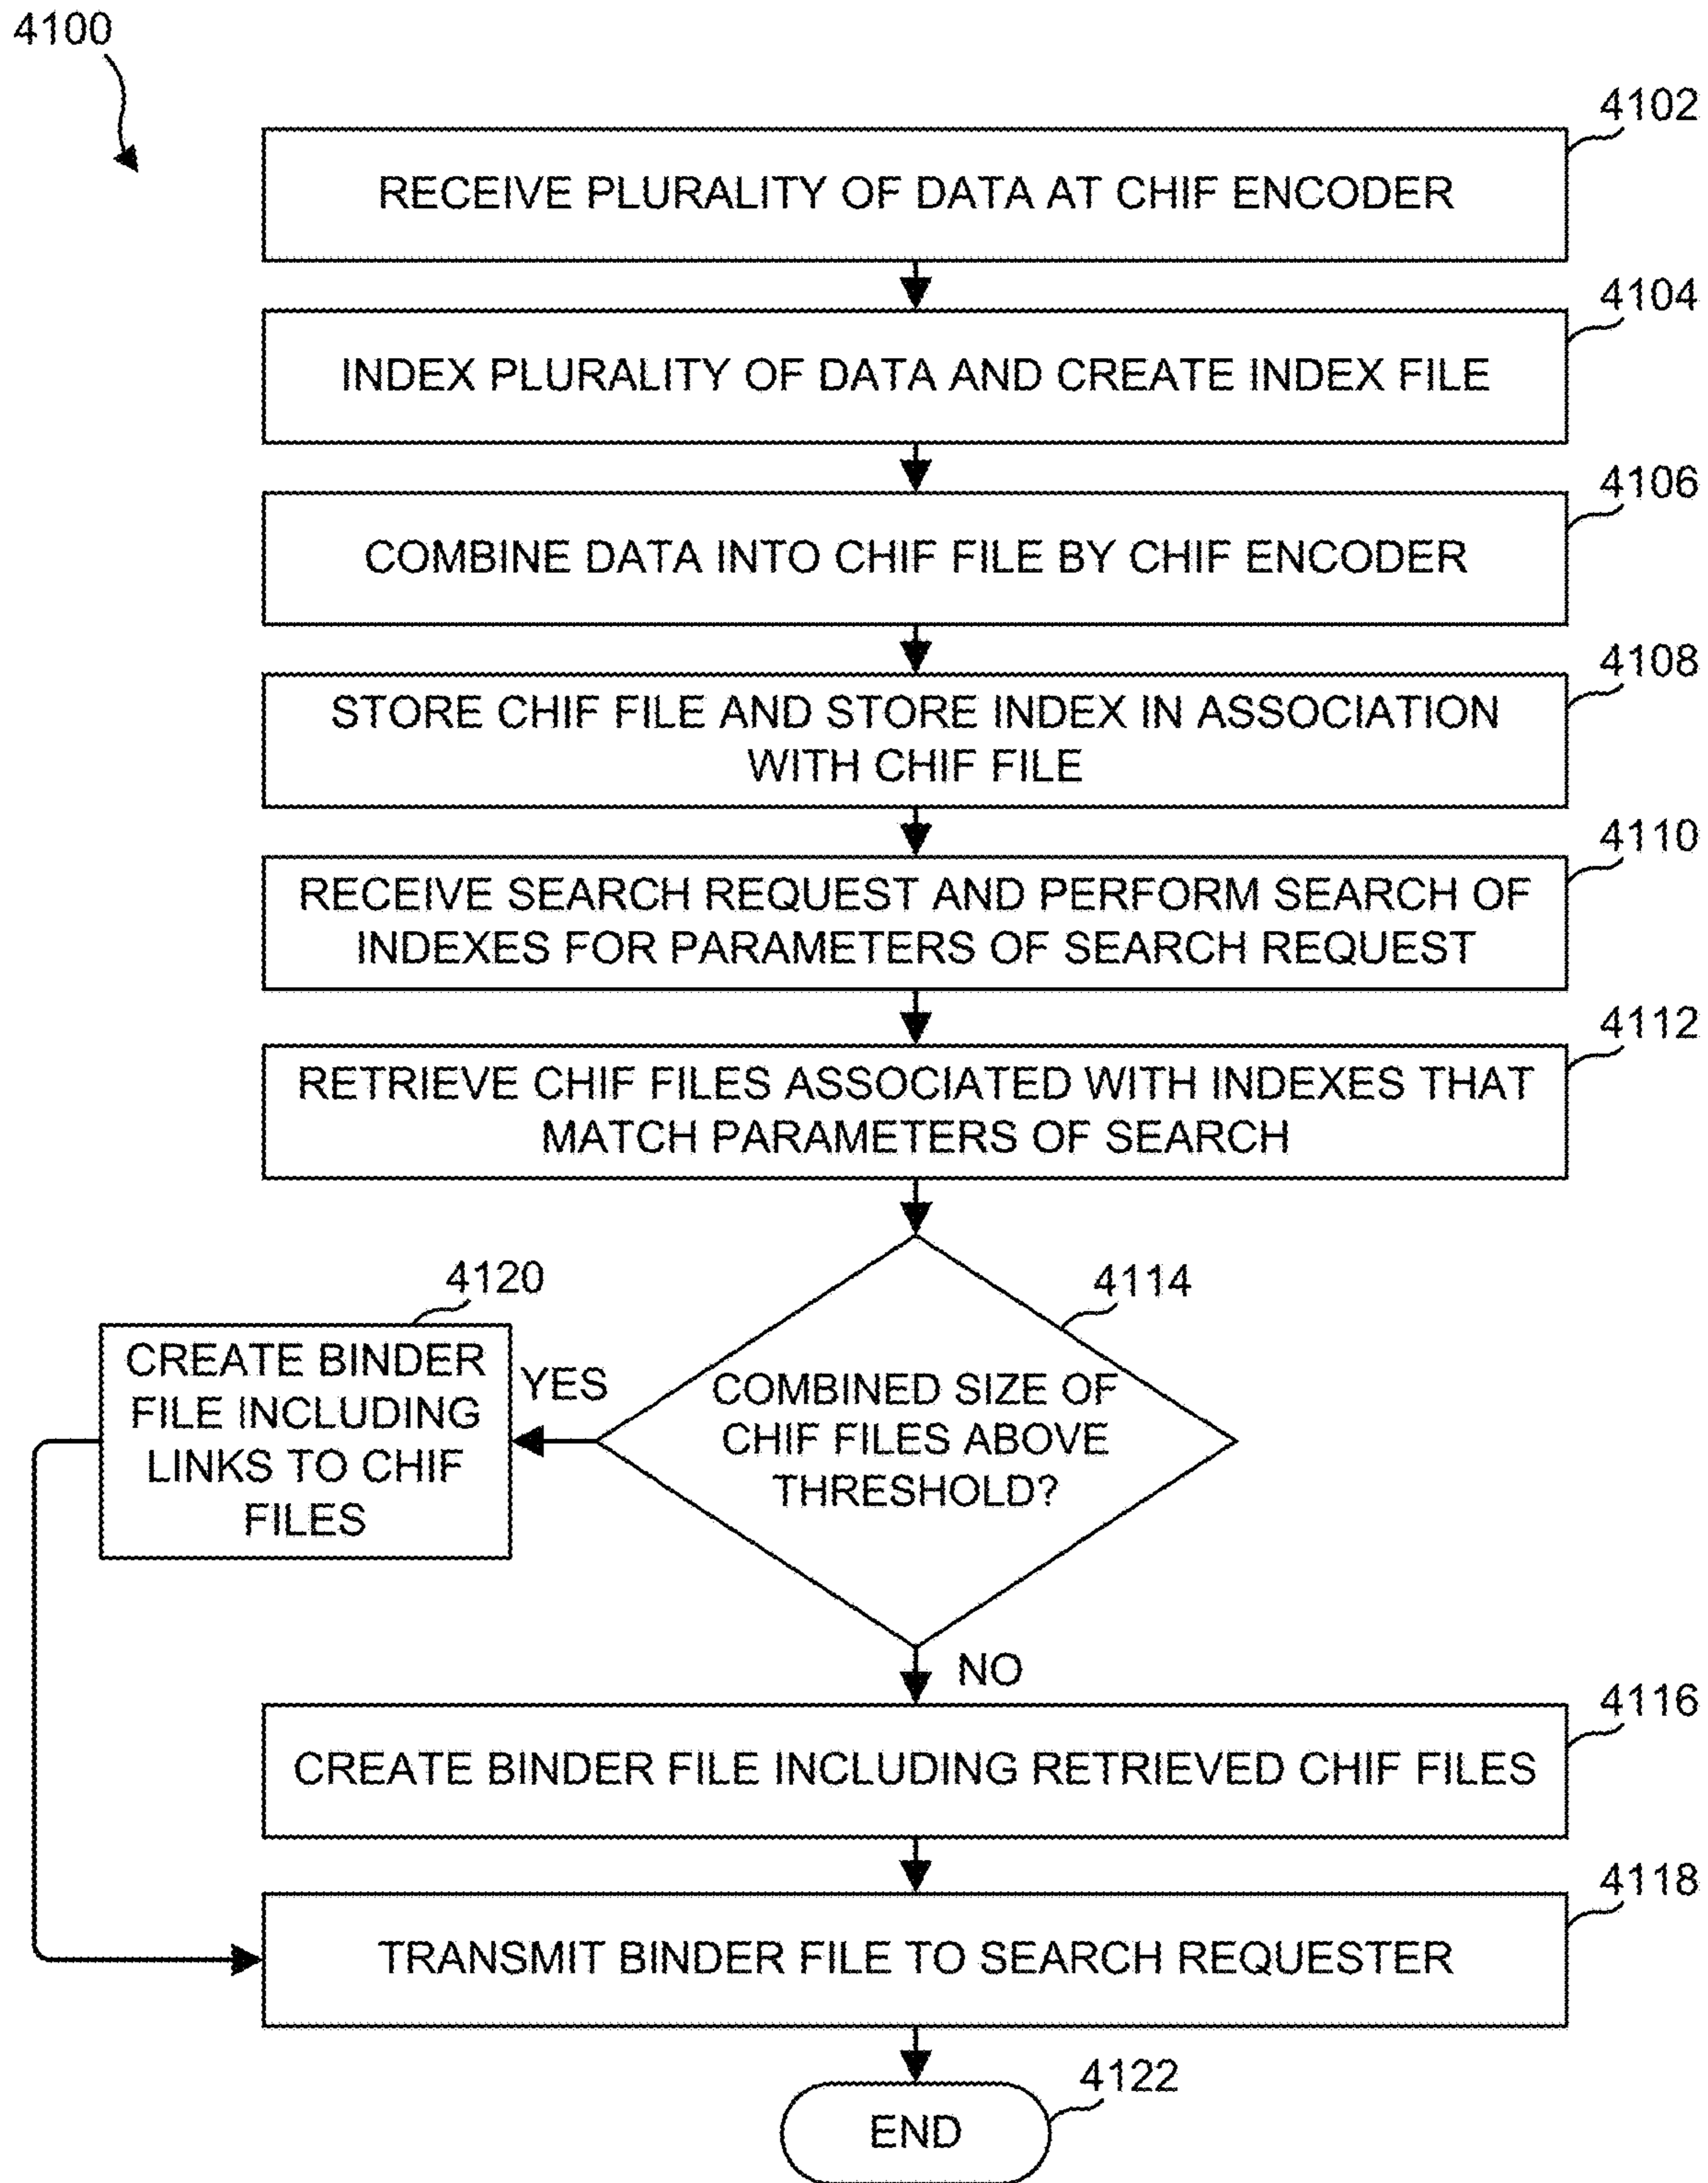 4100
4102
RECEIVE PLURALITY OF DATA AT CHIF ENCODER
4104
INDEX PLURALITY OF DATA AND CREATE INDEX FILE
4106
COMBINE DATA INTO CHIF FILE BY CHIF ENCODER
4108
STORE CHIF FILE AND STORE INDEX IN ASSOCIATION
WITH CHIF FILE
4110
RECEIVE SEARCH REQUEST AND PERFORM SEARCH OF
INDEXES FOR PARAMETERS OF SEARCH REQUEST
4112
RETRIEVE CHIF FILES ASSOCIATED WITH INDEXES THAT
MATCH PARAMETERS OF SEARCH
4114
COMBINED SIZE OF
CHIF FILES ABOVE
THRESHOLD?
YES
4120
CREATE BINDER
FILE INCLUDING
LINKS TO CHIF
FILES
NO
4116
CREATE BINDER FILE INCLUDING RETRIEVED CHIF FILES
4118
TRANSMIT BINDER FILE TO SEARCH REQUESTER
4122
END